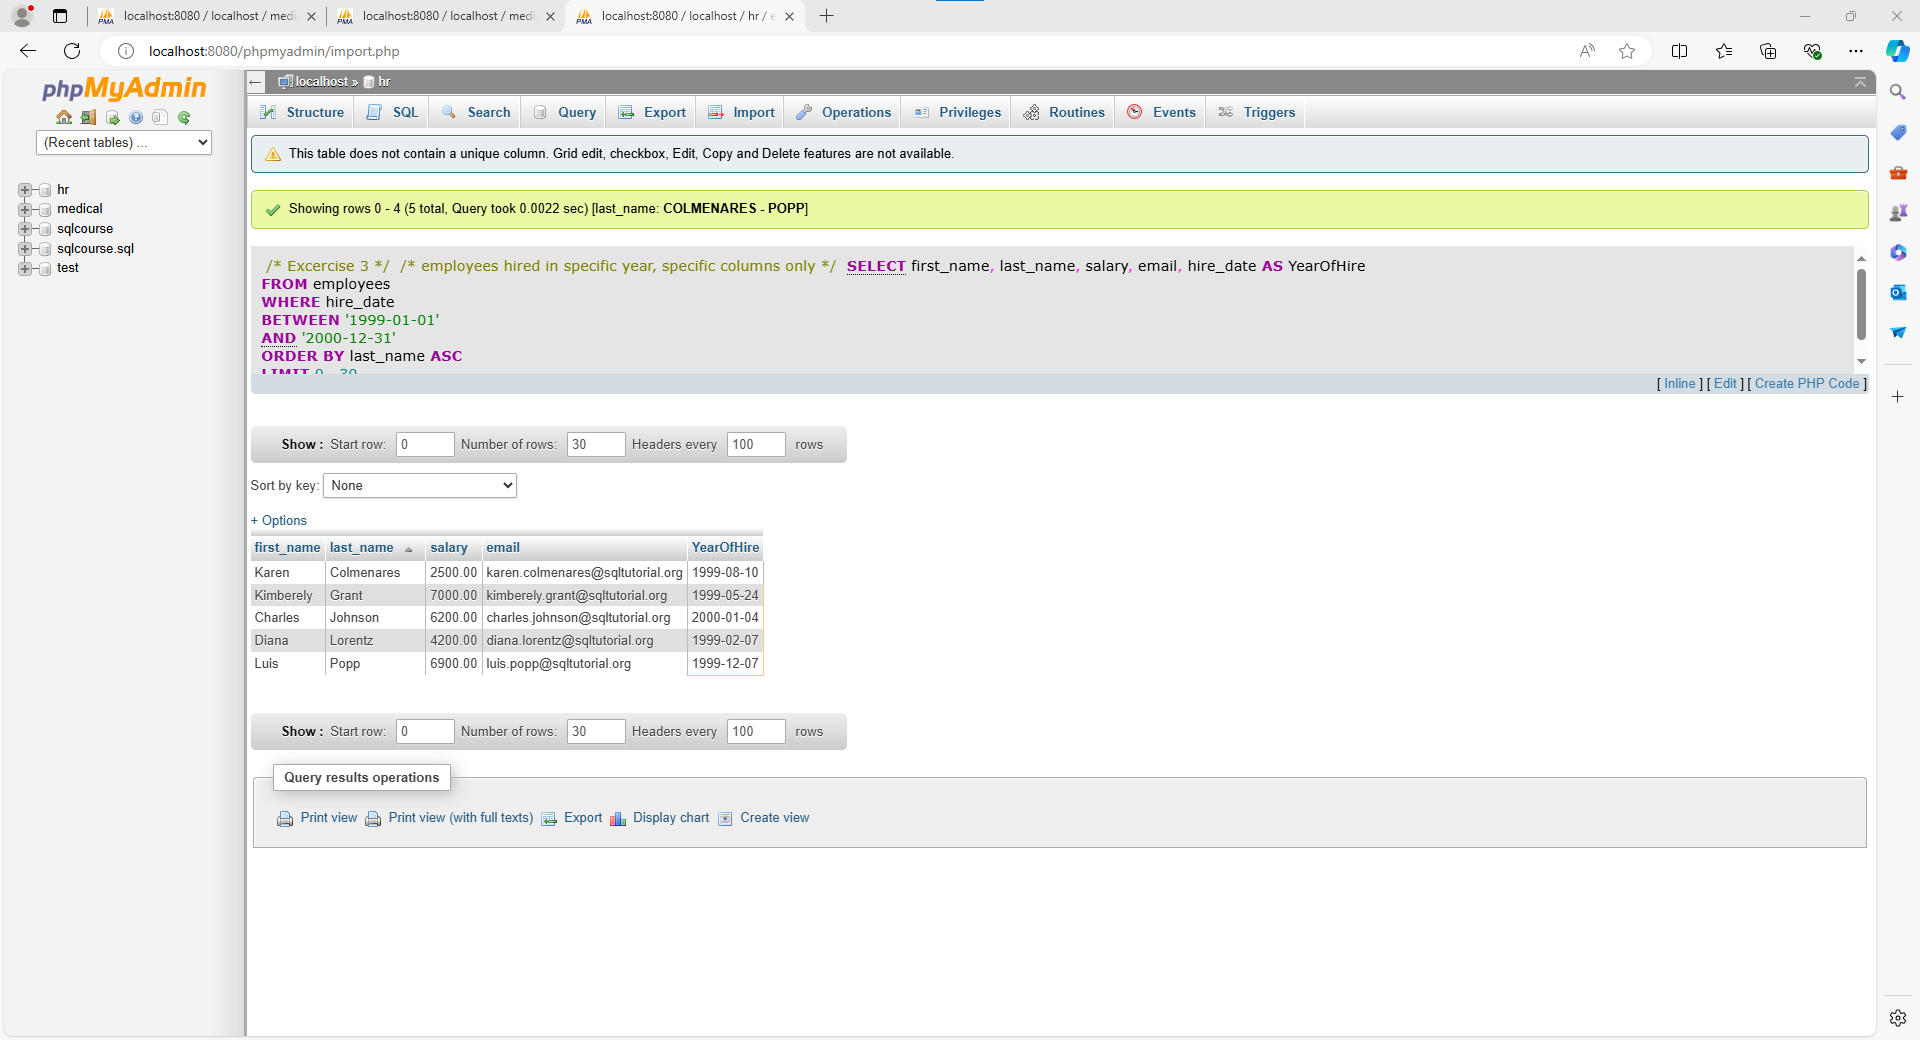 localhost:8080 / localhost / medi
localhost:8080 / localhost / medi
localhost:8080 / localhost / hr / e
localhost:8080/phpmyadmin/import.php
phpMyAdmin
(Recent tables) ...
hr
medical
sqlcourse
sqlcourse.sql
test
localhost » hr
Structure SQL Search Query Export Import Operations Privileges Routines Events Triggers
This table does not contain a unique column. Grid edit, checkbox, Edit, Copy and Delete features are not available.
Showing rows 0 - 4 (5 total, Query took 0.0022 sec) [last_name: COLMENARES - POPP]
/* Excercise 3 */ /* employees hired in specific year, specific columns only */ SELECT first_name, last_name, salary, email, hire_date AS YearOfHire
FROM employees
WHERE hire_date
BETWEEN '1999-01-01'
AND '2000-12-31'
ORDER BY last_name ASC
LIMIT 0 , 30
[ Inline ] [ Edit ] [ Create PHP Code ]
Show : Start row: 0 Number of rows: 30 Headers every 100 rows
Sort by key: None
+ Options
first_name last_name salary email YearOfHire
Karen Colmenares 2500.00 karen.colmenares@sqltutorial.org 1999-08-10
Kimberely Grant 7000.00 kimberely.grant@sqltutorial.org 1999-05-24
Charles Johnson 6200.00 charles.johnson@sqltutorial.org 2000-01-04
Diana Lorentz 4200.00 diana.lorentz@sqltutorial.org 1999-02-07
Luis Popp 6900.00 luis.popp@sqltutorial.org 1999-12-07
Show : Start row: 0 Number of rows: 30 Headers every 100 rows
Query results operations
Print view Print view (with full texts) Export Display chart Create view